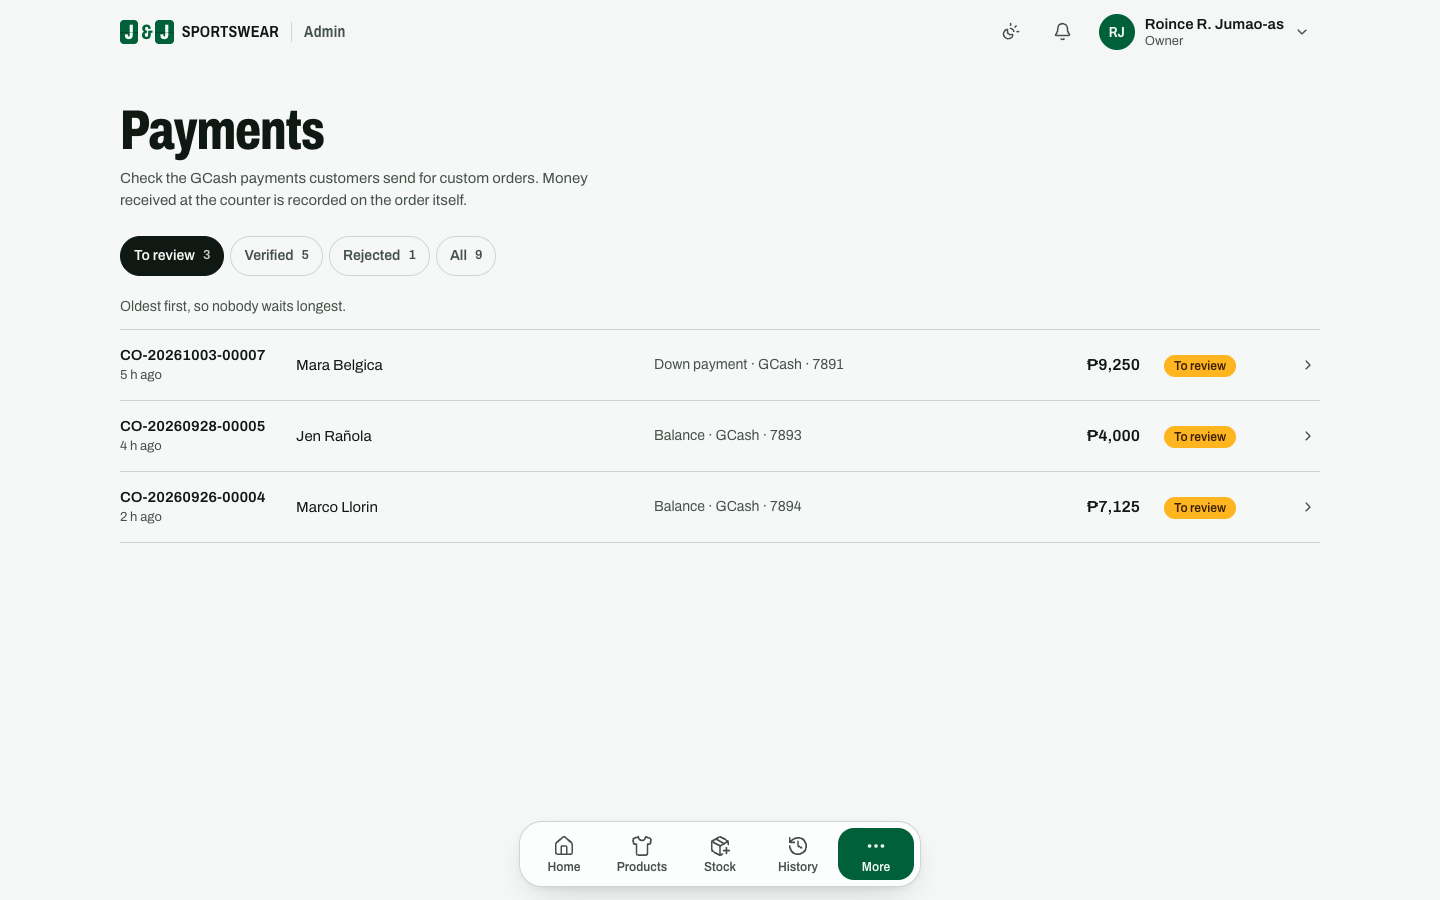 J & J SPORTSWEAR Admin
RJ Roince R. Jumao-as
Owner
Payments
Check the GCash payments customers send for custom orders. Money
received at the counter is recorded on the order itself.
To review 3 Verified 5 Rejected 1 All 9
Oldest first, so nobody waits longest.
CO-20261003-00007
5 h ago
Mara Belgica
Down payment · GCash · 7891
₱9,250
To review
CO-20260928-00005
4 h ago
Jen Rañola
Balance · GCash · 7893
₱4,000
To review
CO-20260926-00004
2 h ago
Marco Llorin
Balance · GCash · 7894
₱7,125
To review
Home Products Stock History More